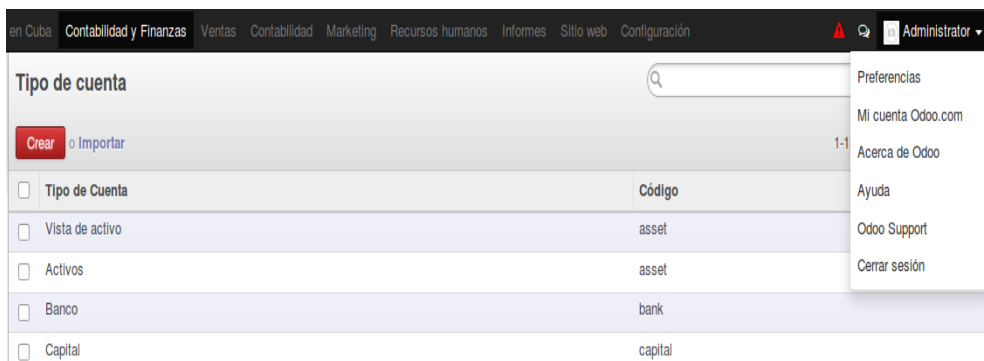 en Cuba Contabilidad y Finanzas Ventas Contabilidad Marketing Recursos humanos Informes Sitio web Configuración Administrator
Tipo de cuenta
Preferencias
Mi cuenta Odoo.com
Crear o Importar 1-1
Acerca de Odoo
Tipo de Cuenta Código
Ayuda
Vista de activo asset
Odoo Support
Activos asset
Cerrar sesión
Banco bank
Capital capital